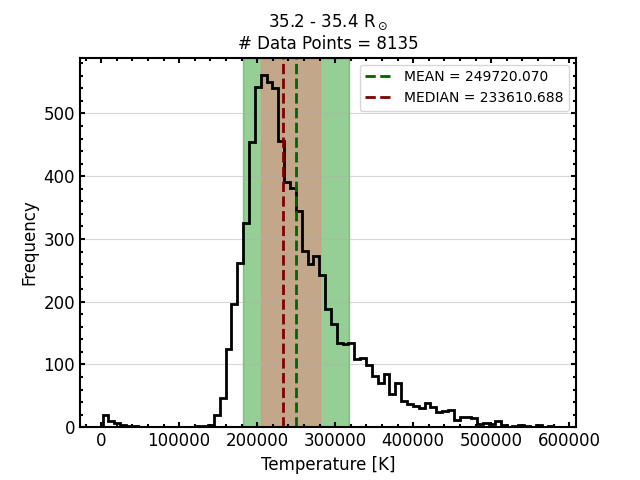 35.2 - 35.4 R⊙
# Data Points = 8135
MEAN = 249720.070
MEDIAN = 233610.688
Frequency
500
400
300
200
100
0
0 100000 200000 300000 400000 500000 600000
Temperature [K]